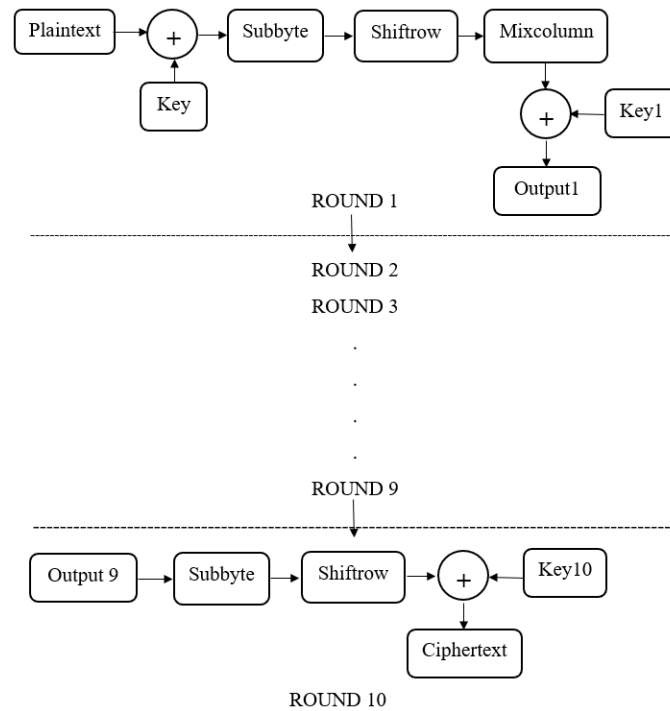 Plaintext
+
Subbyte
Shiftrow
Mixcolumn
Key
+
Key1
Output1
ROUND 1
ROUND 2
ROUND 3
.
.
.
.
ROUND 9
Output 9
Subbyte
Shiftrow
+
Key10
Ciphertext
ROUND 10